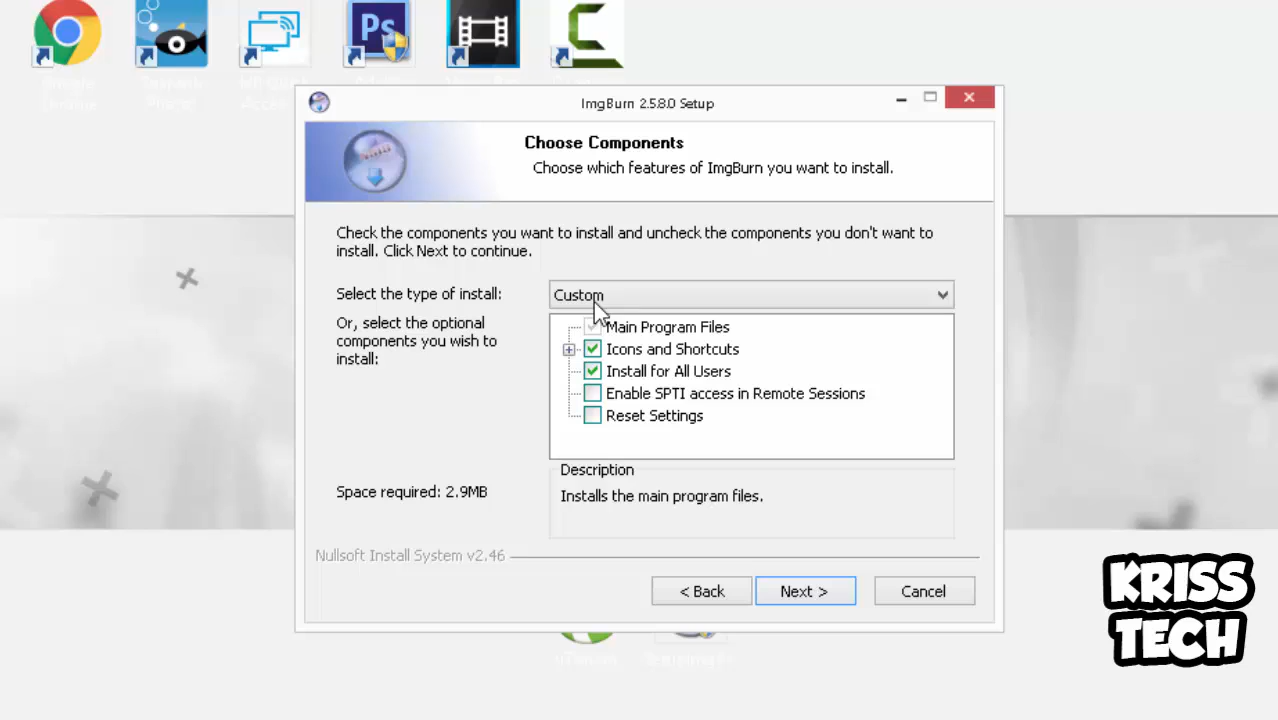 Ps
ImgBurn 2.5.8.0 Setup
Choose Components
Choose which features of ImgBurn you want to install.
Check the components you want to install and uncheck the components you don't want to
install. Click Next to continue.
Select the type of install:
Custom
Or, select the optional
components you wish to
install:
Main Program Files
Icons and Shortcuts
Install for All Users
Enable SPTI access in Remote Sessions
Reset Settings
Space required: 2.9MB
Description
Installs the main program files.
Nullsoft Install System v2.46
< Back
Next >
Cancel
KRISS
TECH